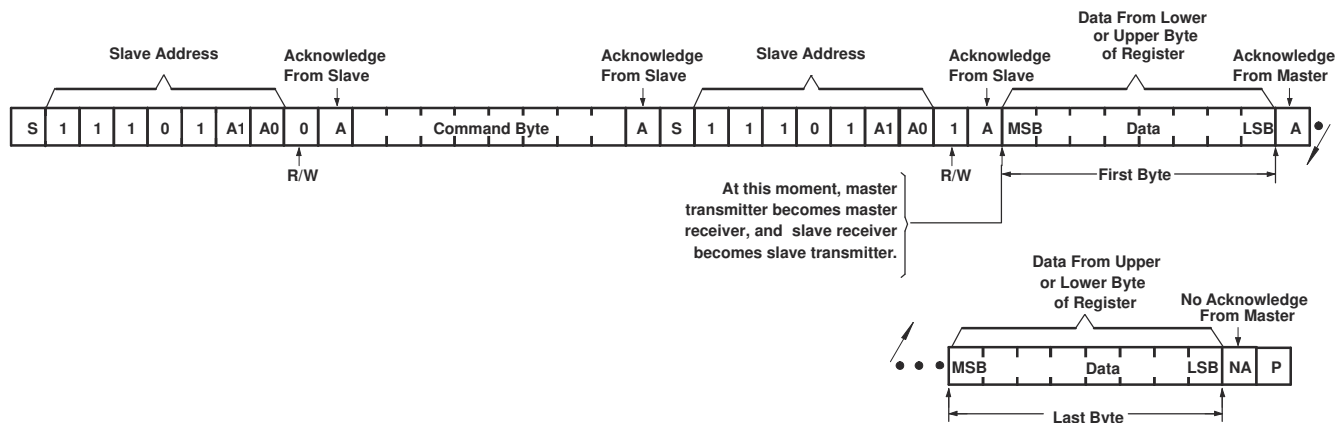 Slave Address
Acknowledge
From Slave
Acknowledge
From Slave
Slave Address
Acknowledge
From Slave
Data From Lower
or Upper Byte
of Register
Acknowledge
From Master
S 1 1 1 0 1 A1 A0 0 A Command Byte A S 1 1 1 0 1 A1 A0 1 A MSB Data LSB A
R/W
R/W
First Byte
At this moment, master
transmitter becomes master
receiver, and slave receiver
becomes slave transmitter.
Data From Upper
or Lower Byte
of Register
No Acknowledge
From Master
MSB Data LSB NA P
Last Byte